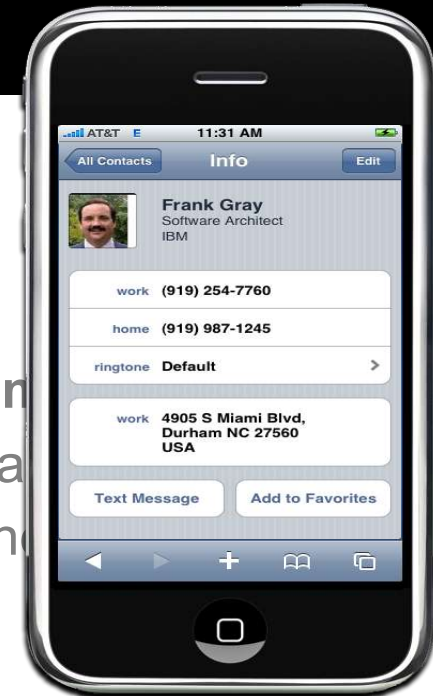 AT&T E 11:31 AM
All Contacts Info Edit
Frank Gray
Software Architect
IBM
work (919) 254-7760
home (919) 987-1245
ringtone Default >
work 4905 S Miami Blvd,
Durham NC 27560
USA
Text Message Add to Favorites